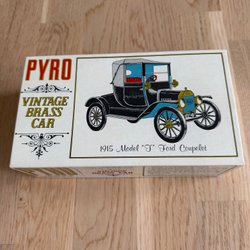 PYRO
VINTAGE
BRASS
CAR
1915 Model "T" Ford Coupelet